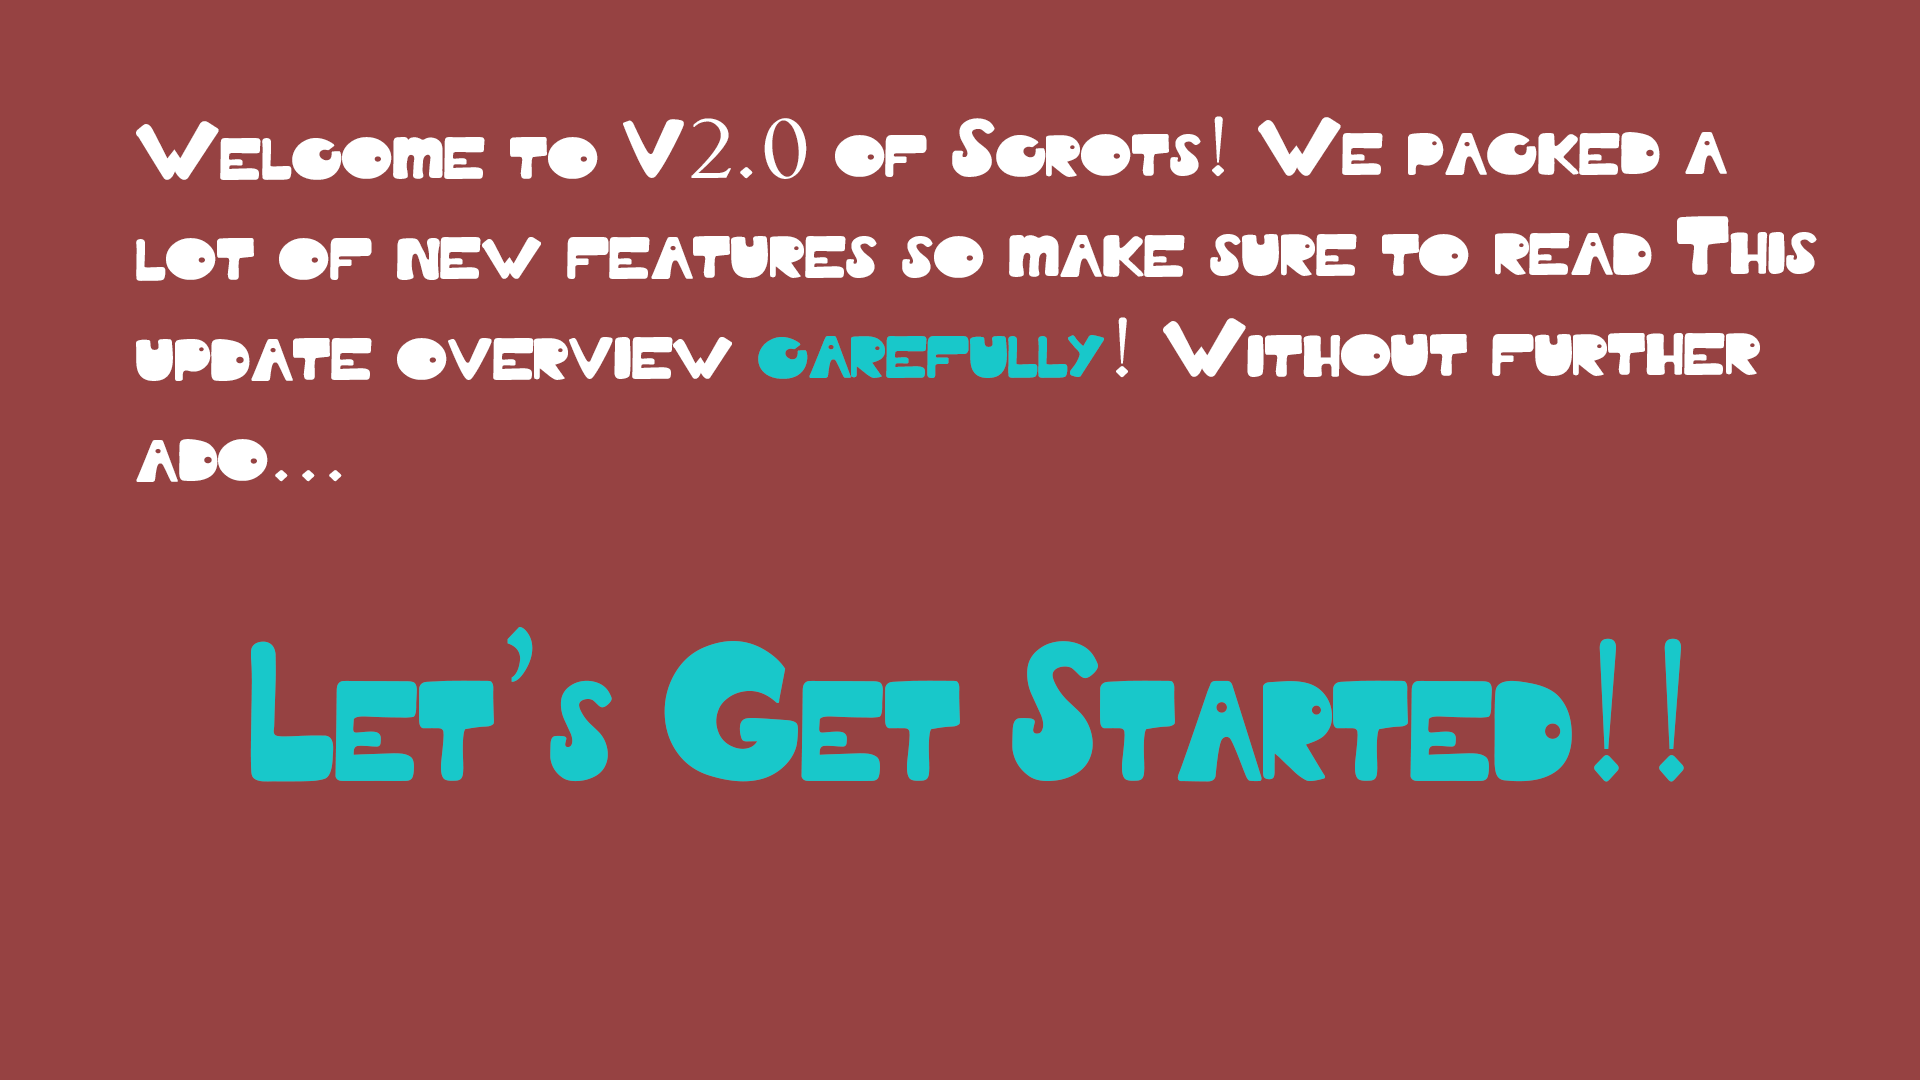 Welcome to V2.0 of Scrots! We packed a
lot of new features so make sure to read This
update overview carefully! Without further
ado...
Let's Get Started!!